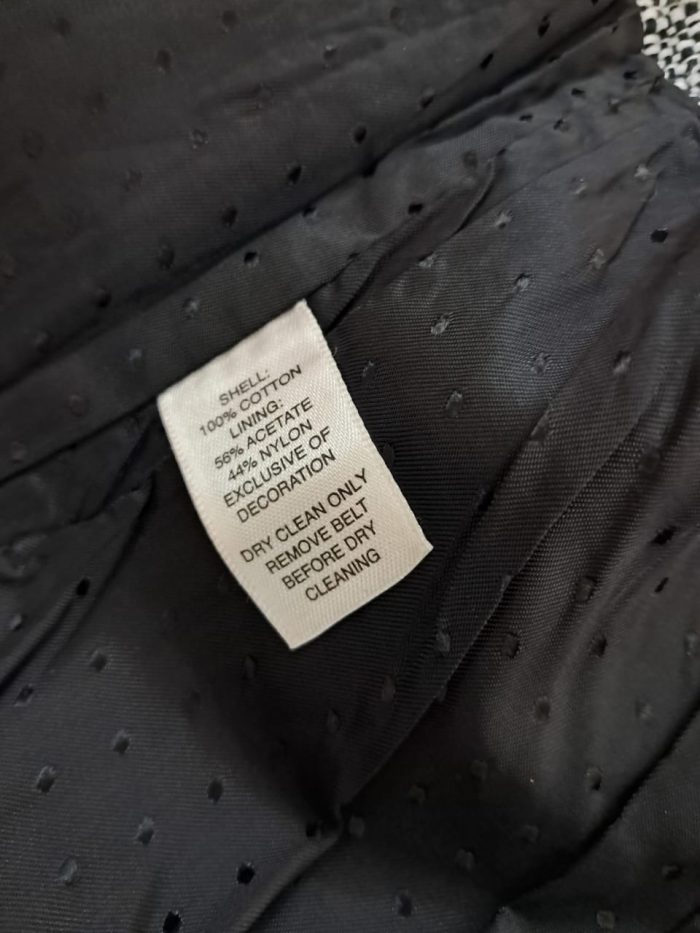 SHELL:
100% COTTON
LINING:
56% ACETATE
44% NYLON
EXCLUSIVE OF
DECORATION
DRY CLEAN ONLY
REMOVE BELT
BEFORE DRY
CLEANING